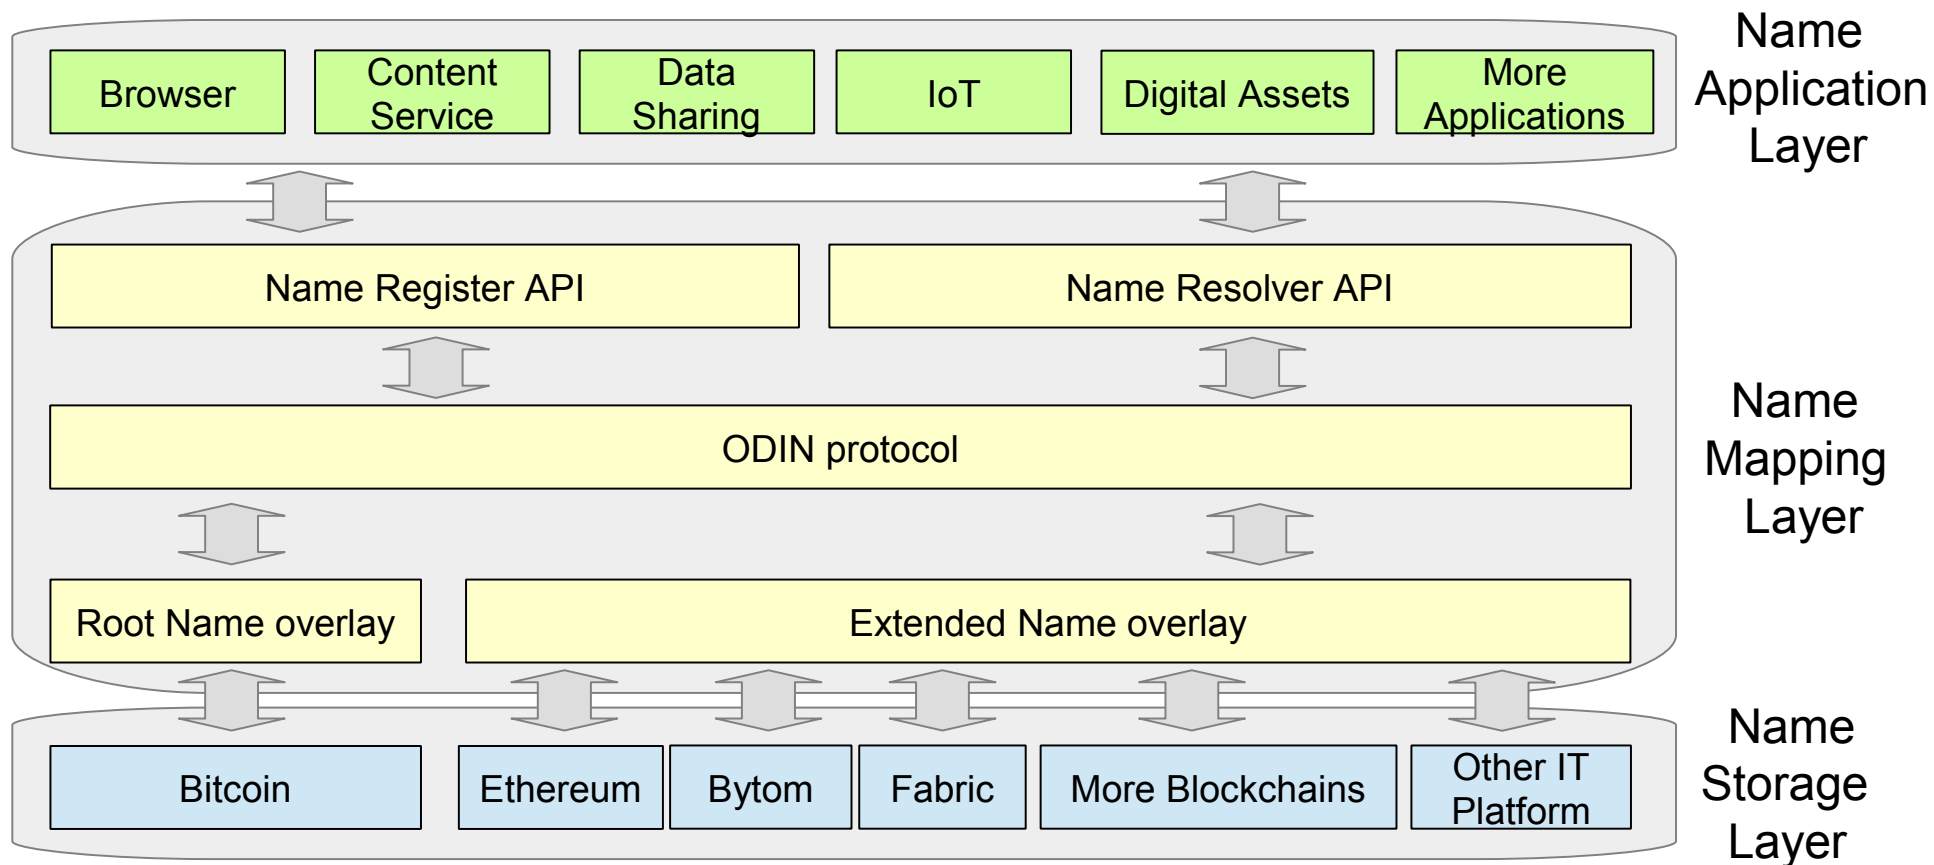 Browser
Content
Service
Data
Sharing
IoT
Digital Assets
More
Applications
Name
Application
Layer
Name Register API
Name Resolver API
ODIN protocol
Name
Mapping
Layer
Root Name overlay
Extended Name overlay
Bitcoin
Ethereum
Bytom
Fabric
More Blockchains
Other IT
Platform
Name
Storage
Layer